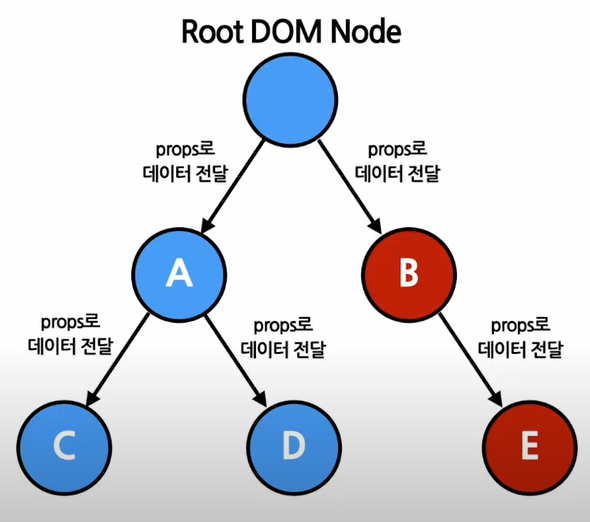 Root DOM Node
props로
데이터 전달
props로
데이터 전달
A
B
props로
데이터 전달
props로
데이터 전달
props로
데이터 전달
C
D
E